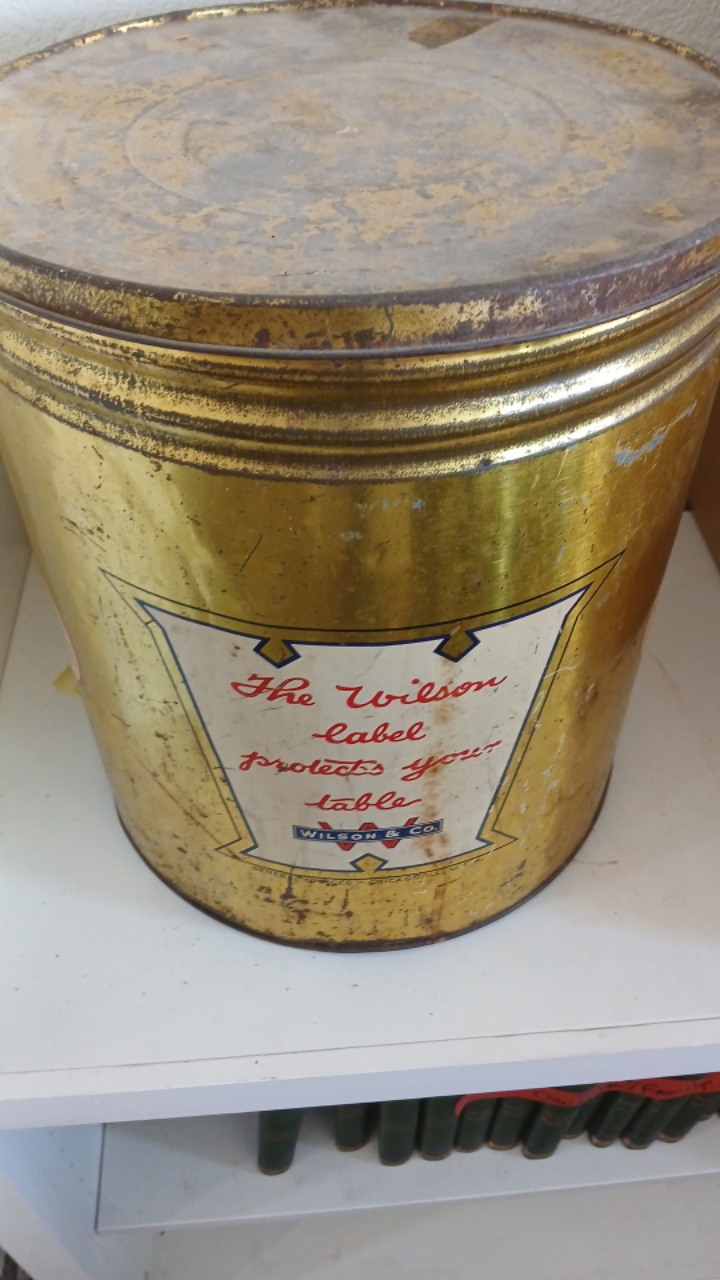 The Wilson
label
protects your
table
WILSON & CO.
W